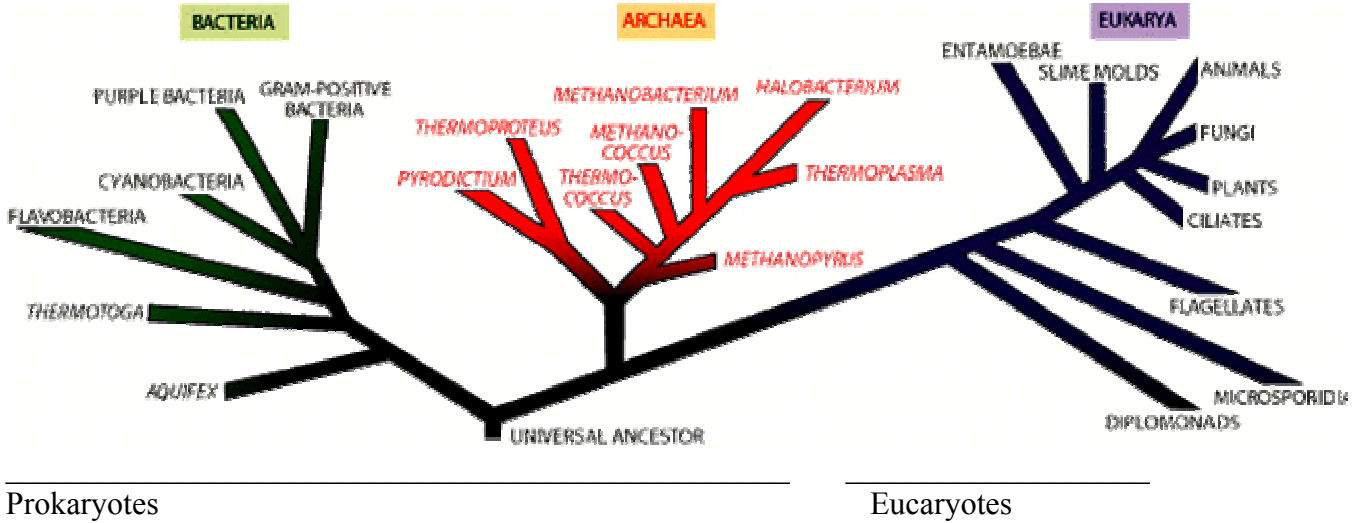 BACTERIA
ARCHAEA
EUKARYA
PURPLE BACTERIA
GRAM-POSITIVE
BACTERIA
CYANOBACTERIA
FLAVOBACTERIA
THERMOTOGA
AQUIFEX
THERMOPROTEUS
PYRODICTIUM
METHANOBACTERIUM
METHANO-
COCCUS
THERMO-
COCCUS
HALOBACTERIUM
THERMOPLASMA
METHANOPYRUS
ENTAMOEBAE
SLIME MOLDS
ANIMALS
FUNGI
PLANTS
CILIATES
FLAGELLATES
MICROSPORIDIA
DIPLOMONADS
UNIVERSAL ANCESTOR
Prokaryotes
Eucaryotes